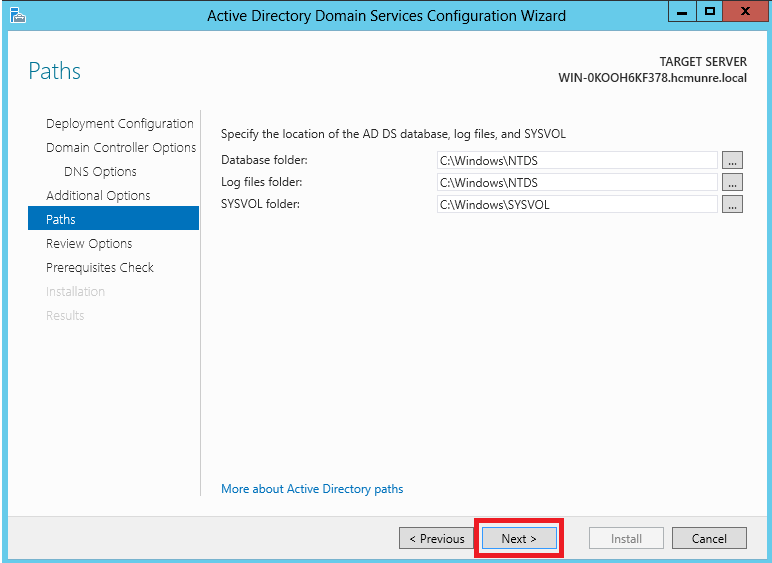 Active Directory Domain Services Configuration Wizard
Paths
TARGET SERVER
WIN-0KOOH6KF378.hcmunre.local
Deployment Configuration
Domain Controller Options
DNS Options
Additional Options
Paths
Review Options
Prerequisites Check
Installation
Results
Specify the location of the AD DS database, log files, and SYSVOL
Database folder: C:\Windows\NTDS ...
Log files folder: C:\Windows\NTDS ...
SYSVOL folder: C:\Windows\SYSVOL ...
More about Active Directory paths
< Previous Next > Install Cancel